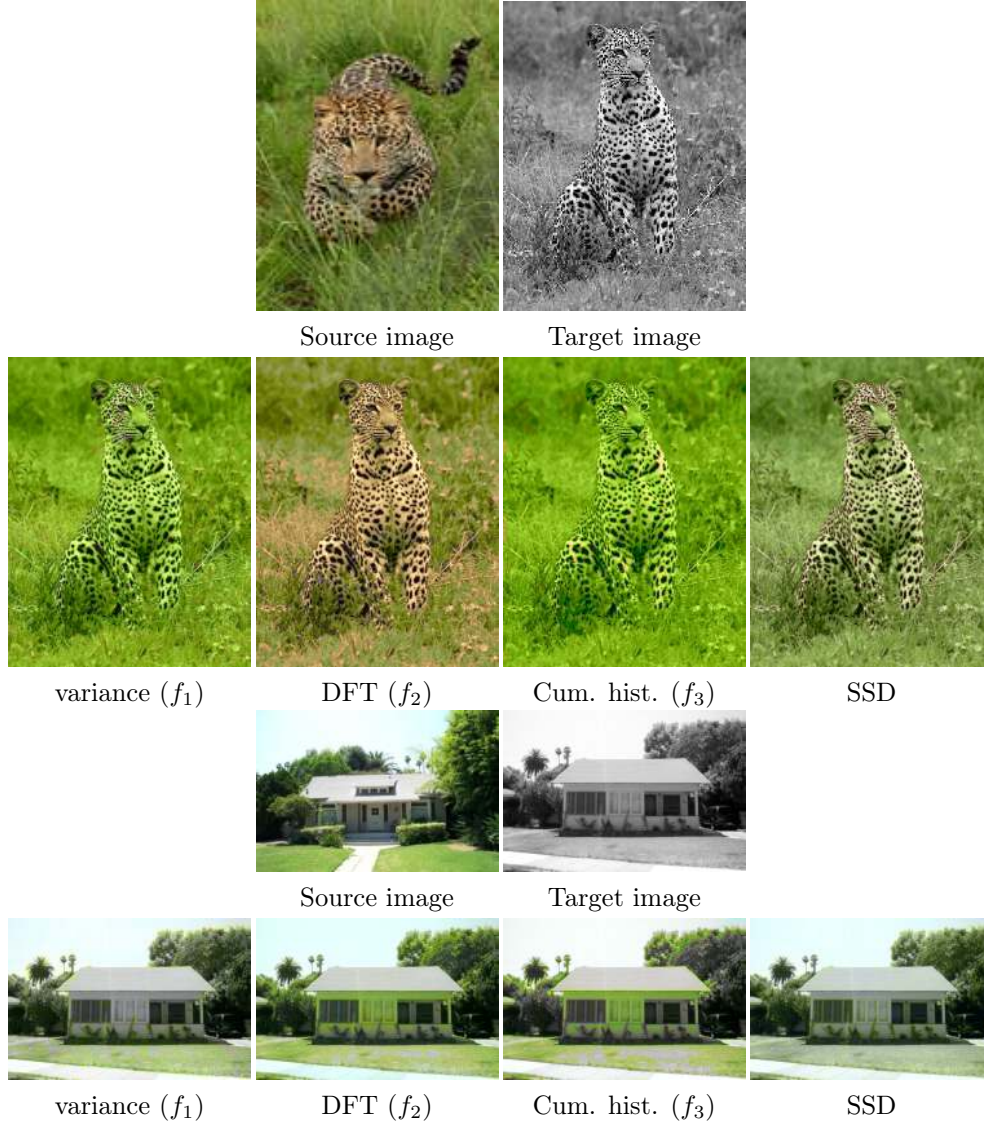 Source image Target image
variance (f₁) DFT (f₂) Cum. hist. (f₃) SSD
Source image Target image
variance (f₁) DFT (f₂) Cum. hist. (f₃) SSD